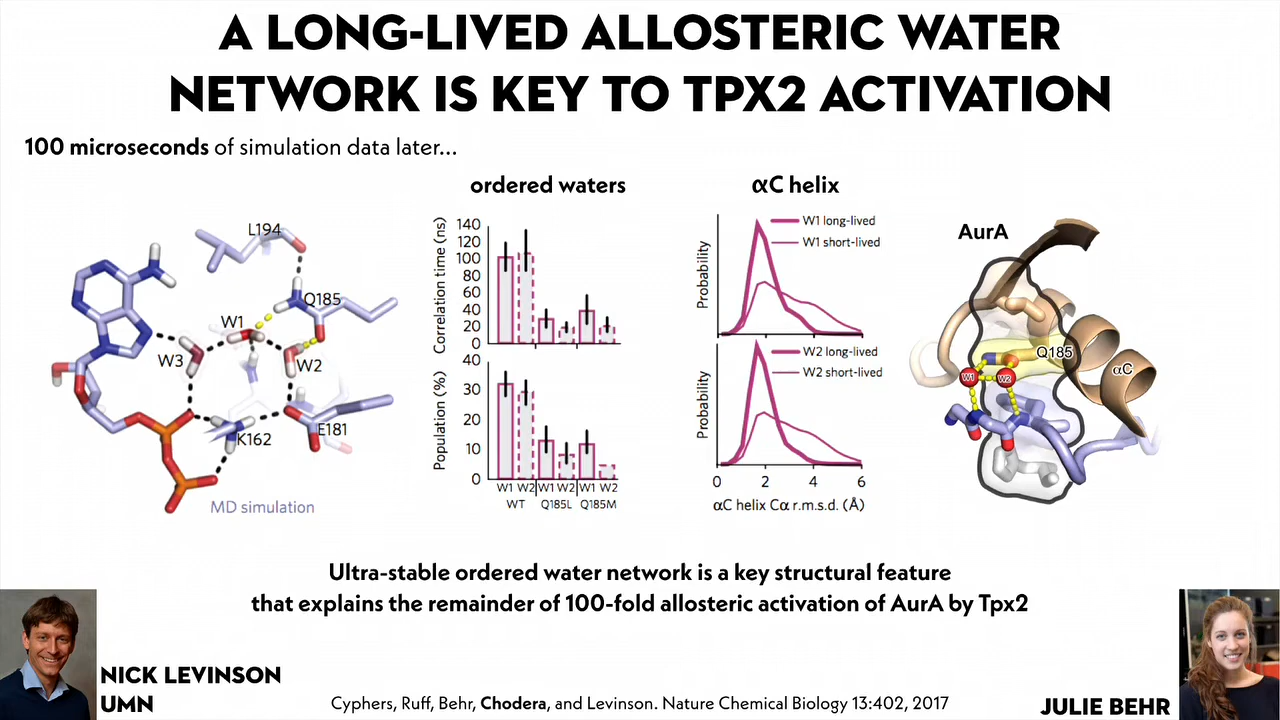 A LONG-LIVED ALLOSTERIC WATER
NETWORK IS KEY TO TPX2 ACTIVATION
100 microseconds of simulation data later...
ordered waters
αC helix
L194
Q185
W1
W3
W2
K162
E181
MD simulation
Correlation time (ns)
140
120
100
80
60
40
20
0
Population (%)
40
30
20
10
0
W1 W2 W1 W2 W1 W2
WT Q185L Q185M
Probability
W1 long-lived
W1 short-lived
Probability
W2 long-lived
W2 short-lived
0 2 4 6
αC helix Cα r.m.s.d. (Å)
AurA
Q185
W1 W2
αC
Ultra-stable ordered water network is a key structural feature
that explains the remainder of 100-fold allosteric activation of AurA by Tpx2
NICK LEVINSON
UMN
Cyphers, Ruff, Behr, Chodera, and Levinson. Nature Chemical Biology 13:402, 2017
JULIE BEHR